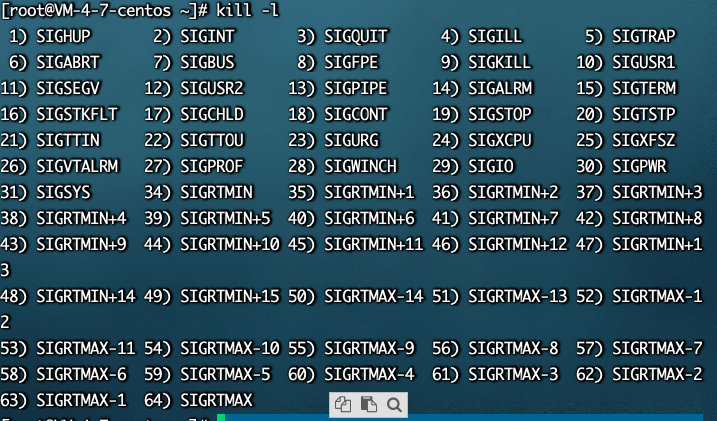 [root@VM-4-7-centos ~]# kill -l
 1) SIGHUP       2) SIGINT       3) SIGQUIT      4) SIGILL       5) SIGTRAP
 6) SIGABRT      7) SIGBUS       8) SIGFPE       9) SIGKILL     10) SIGUSR1
11) SIGSEGV     12) SIGUSR2     13) SIGPIPE     14) SIGALRM     15) SIGTERM
16) SIGSTKFLT   17) SIGCHLD     18) SIGCONT     19) SIGSTOP     20) SIGTSTP
21) SIGTTIN     22) SIGTTOU     23) SIGURG      24) SIGXCPU     25) SIGXFSZ
26) SIGVTALRM   27) SIGPROF     28) SIGWINCH    29) SIGIO       30) SIGPWR
31) SIGSYS      34) SIGRTMIN    35) SIGRTMIN+1  36) SIGRTMIN+2  37) SIGRTMIN+3
38) SIGRTMIN+4  39) SIGRTMIN+5  40) SIGRTMIN+6  41) SIGRTMIN+7  42) SIGRTMIN+8
43) SIGRTMIN+9  44) SIGRTMIN+10 45) SIGRTMIN+11 46) SIGRTMIN+12 47) SIGRTMIN+1
3
48) SIGRTMIN+14 49) SIGRTMIN+15 50) SIGRTMAX-14 51) SIGRTMAX-13 52) SIGRTMAX-1
2
53) SIGRTMAX-11 54) SIGRTMAX-10 55) SIGRTMAX-9  56) SIGRTMAX-8  57) SIGRTMAX-7
58) SIGRTMAX-6  59) SIGRTMAX-5  60) SIGRTMAX-4  61) SIGRTMAX-3  62) SIGRTMAX-2
63) SIGRTMAX-1  64) SIGRTMAX
[root@VM-4-7-centos ~]#